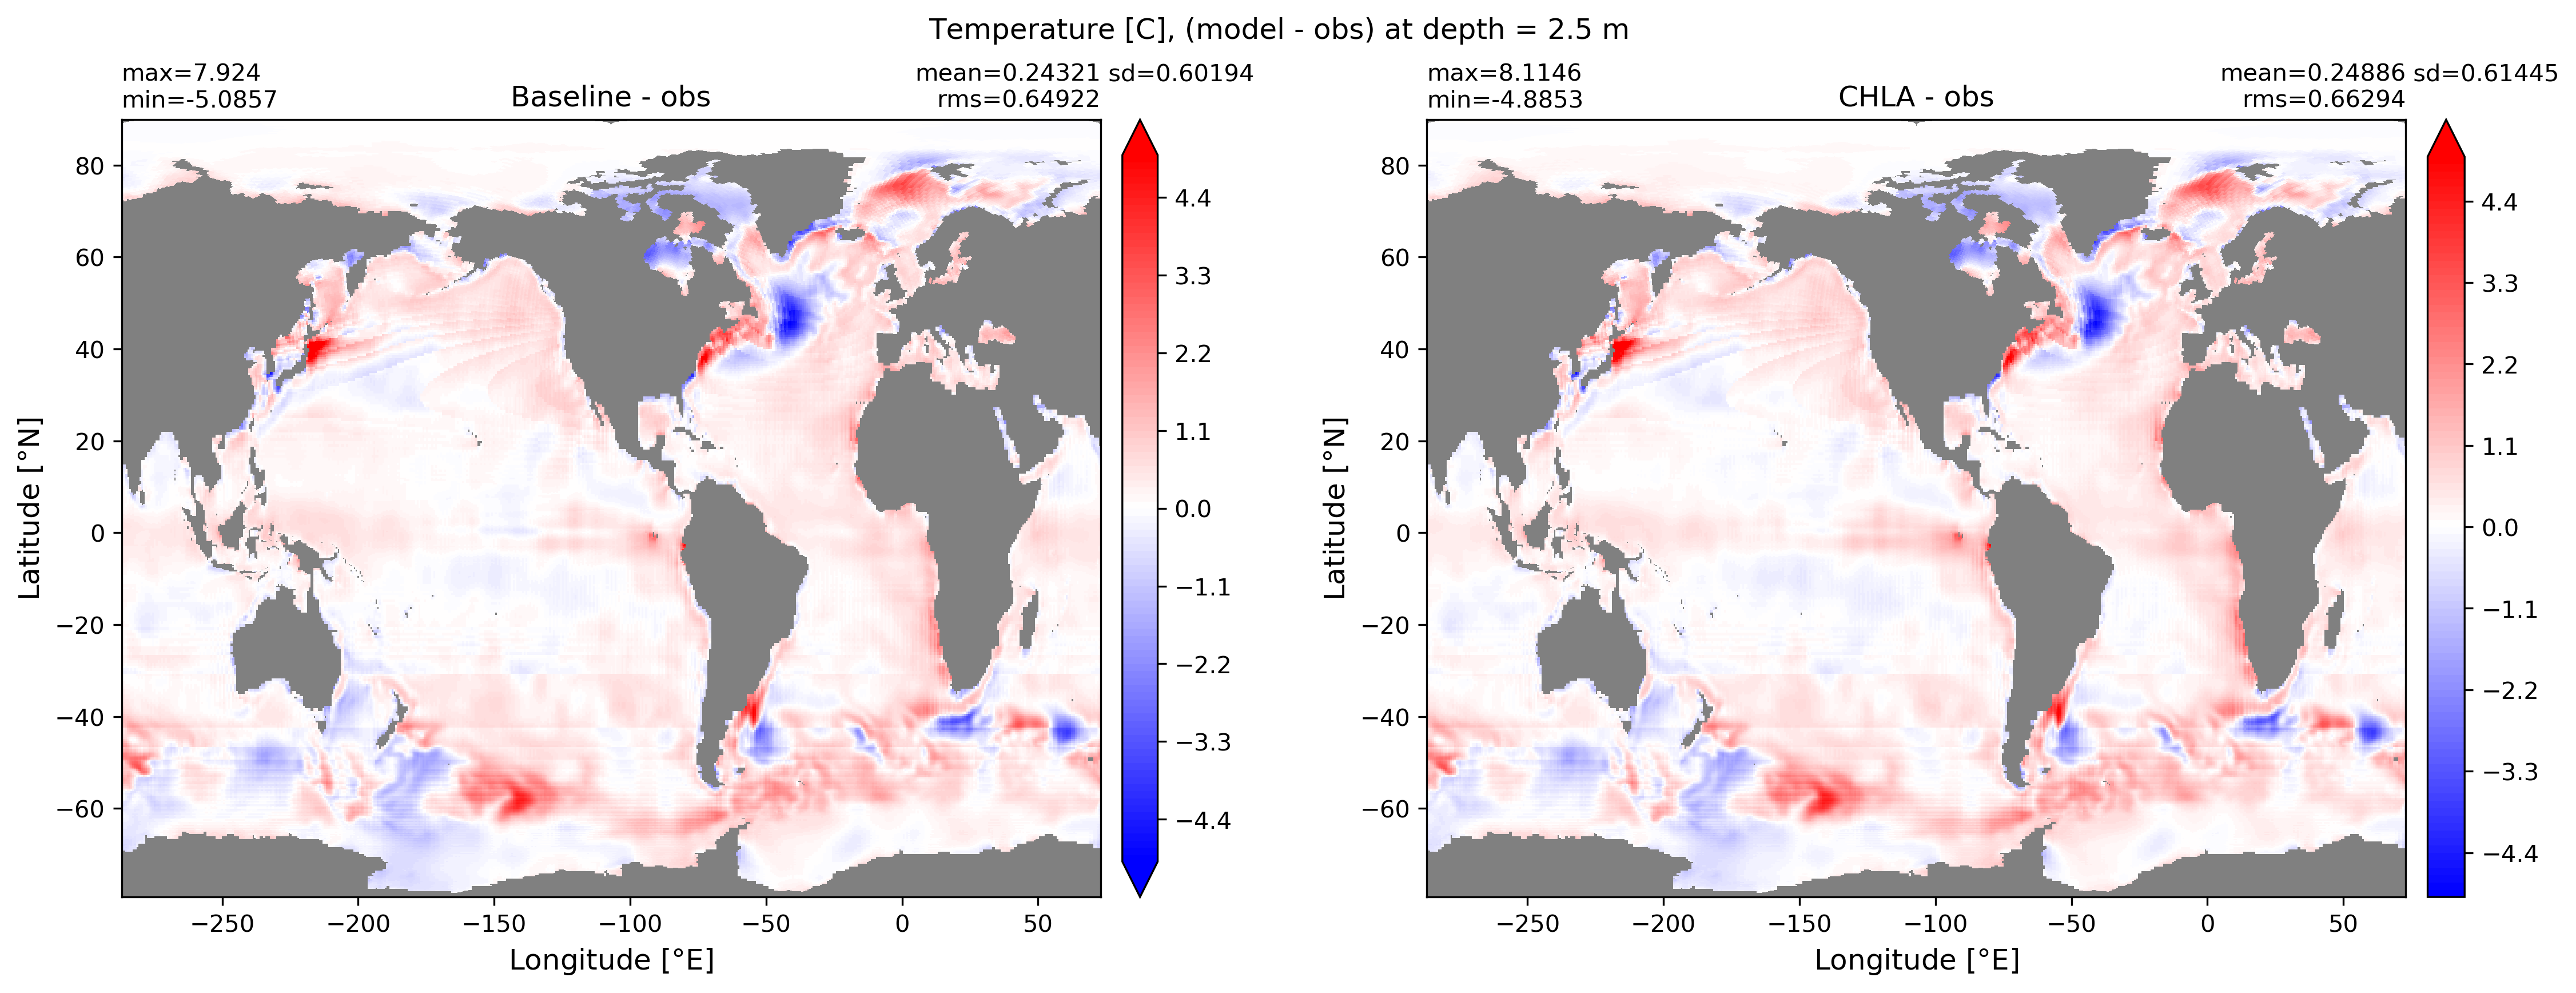 Temperature [C], (model - obs) at depth = 2.5 m
max=7.924
min=-5.0857
Baseline - obs
mean=0.24321 sd=0.60194
rms=0.64922
80
60
40
20
0
−20
−40
−60
Latitude [°N]
−250 −200 −150 −100 −50 0 50
Longitude [°E]
4.4
3.3
2.2
1.1
0.0
−1.1
−2.2
−3.3
−4.4
max=8.1146
min=-4.8853
CHLA - obs
mean=0.24886 sd=0.61445
rms=0.66294
80
60
40
20
0
−20
−40
−60
Latitude [°N]
−250 −200 −150 −100 −50 0 50
Longitude [°E]
4.4
3.3
2.2
1.1
0.0
−1.1
−2.2
−3.3
−4.4